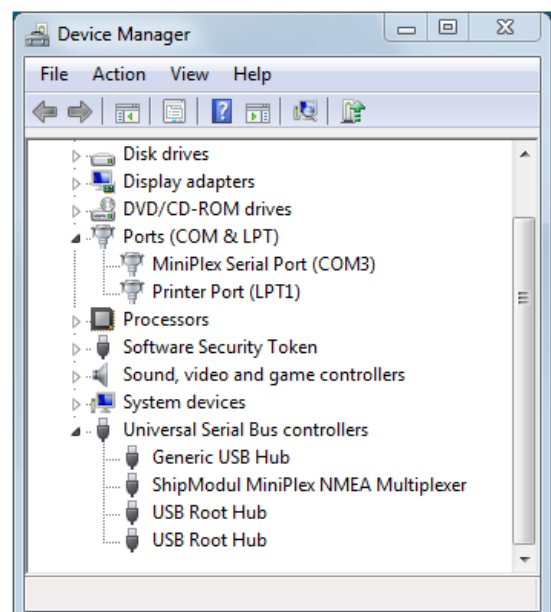 Device Manager
File Action View Help
Disk drives
Display adapters
DVD/CD-ROM drives
Ports (COM & LPT)
MiniPlex Serial Port (COM3)
Printer Port (LPT1)
Processors
Software Security Token
Sound, video and game controllers
System devices
Universal Serial Bus controllers
Generic USB Hub
ShipModul MiniPlex NMEA Multiplexer
USB Root Hub
USB Root Hub